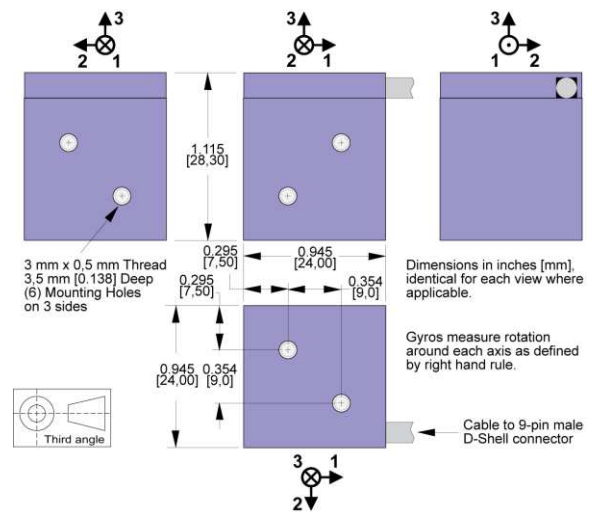 3
2 1
3
2 1
3
1 2
1,115
[28,30]
3 mm x 0,5 mm Thread
3,5 mm [0.138] Deep
(6) Mounting Holes
on 3 sides
0.295
[7,50]
0.945
[24,00]
0.295
[7,50]
0.354
[9,0]
Dimensions in inches [mm],
identical for each view where
applicable.
Gyros measure rotation
around each axis as defined
by right hand rule.
0.945
[24,00]
0.354
[9,0]
Third angle
Cable to 9-pin male
D-Shell connector
3 1
2